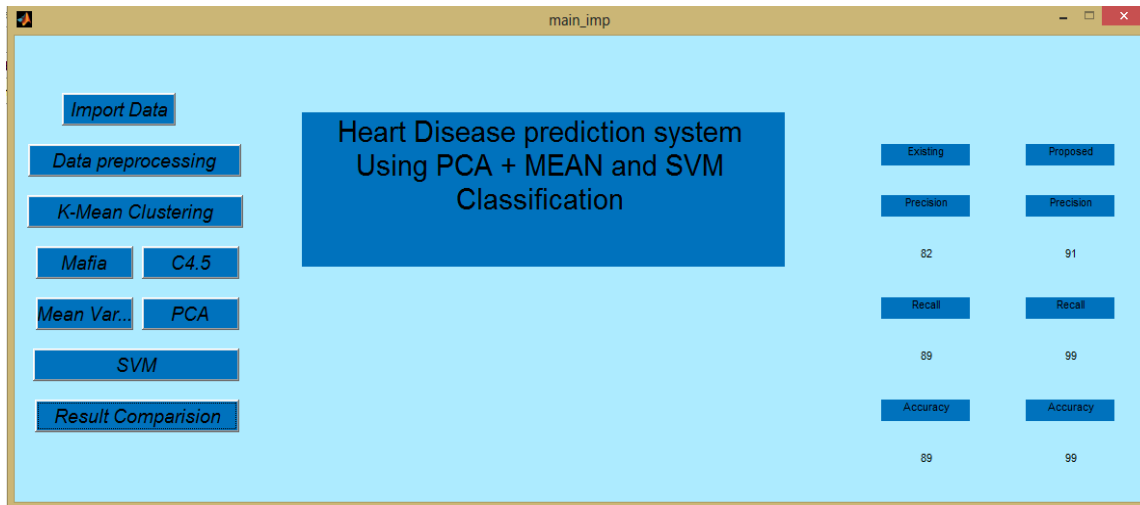 main_imp
Import Data
Data preprocessing
K-Mean Clustering
Mafia
C4.5
Mean Var...
PCA
SVM
Result Comparision
Heart Disease prediction system
Using PCA + MEAN and SVM
Classification
Existing
Proposed
Precision
Precision
82
91
Recall
Recall
89
99
Accuracy
Accuracy
89
99